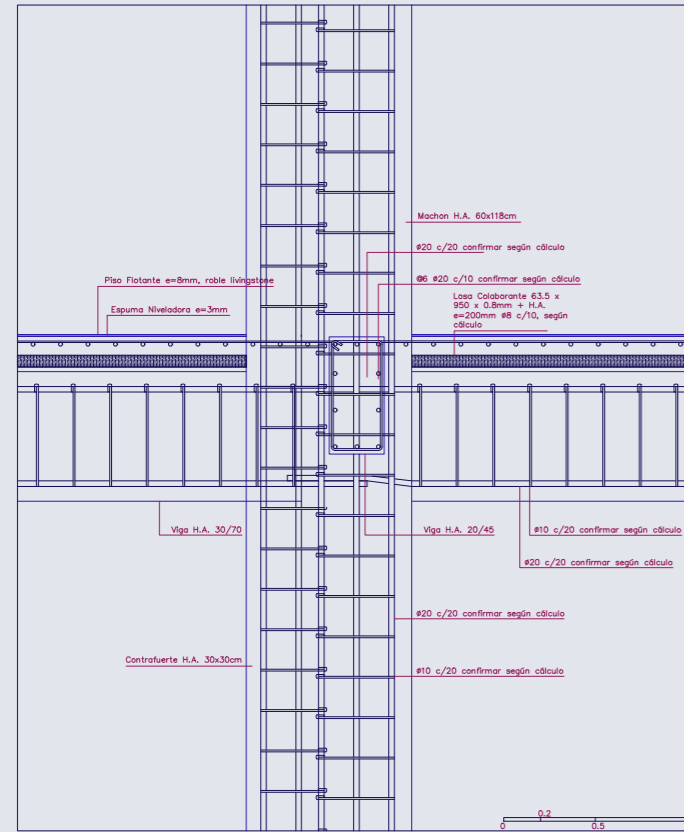 Machon H.A. 60x118cm
ø20 c/20 confirmar según cálculo
Piso Flotante e=8mm, roble livingstone
ø6 ø20 c/10 confirmar según cálculo
Espuma Niveladora e=3mm
Losa Colaborante 63.5 x
950 x 0.8mm + H.A.
e=200mm ø8 c/10, según
cálculo
Viga H.A. 30/70
Viga H.A. 20/45
ø10 c/20 confirmar según cálculo
ø20 c/20 confirmar según cálculo
ø20 c/20 confirmar según cálculo
Contrafuerte H.A. 30x30cm
ø10 c/20 confirmar según cálculo
0.2
0
0.5